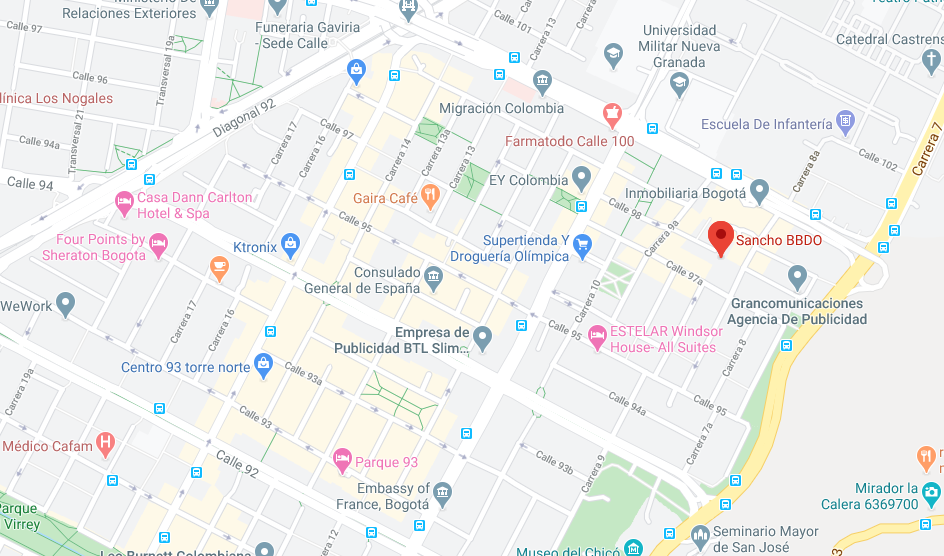 Ministerio De
Relaciones Exteriores
Funeraria Gaviria
Sede Calle
Calle 101
Carrera 13
Universidad
Militar Nueva
Granada
Catedral Castrens
Transversal 19a
Calle 96
línica Los Nogales
Diagonal 92
Migración Colombia
Farmatodo Calle 100
Escuela De Infantería
Carrera 7
Transversal 21
Calle 94a
Carrera 17
Carrera 16
Calle 97
Carrera 14
Carrera 13a
Carrera 13
Calle 102
Carrera 8a
Calle 94
Casa Dann Carlton
Hotel & Spa
Gaira Café
EY Colombia
Inmobiliaria Bogotá
Calle 98
Carrera 9a
Calle 95
Four Points by
Sheraton Bogota
Ktronix
Supertienda Y
Droguería Olímpica
Sancho BBDO
Calle 97a
Consulado
General de España
Carrera 10
WeWork
Carrera 17
Carrera 16
Grancomunicaciones
Agencia De Publicidad
Empresa de
Publicidad BTL Slim...
Calle 95
ESTELAR Windsor
House- All Suites
Carrera 8
Centro 93 torre norte
Calle 93a
Carrera 19a
Calle 93
Calle 94a
Calle 95
Carrera 7a
Médico Cafam
Calle 92
Parque 93
Calle 93b
Carrera 9
Embassy of
France, Bogotá
Mirador la
Calera 6369700
Parque
Virrey
Leo Burnett Colombiana
Museo del Chicó
Seminario Mayor
de San José